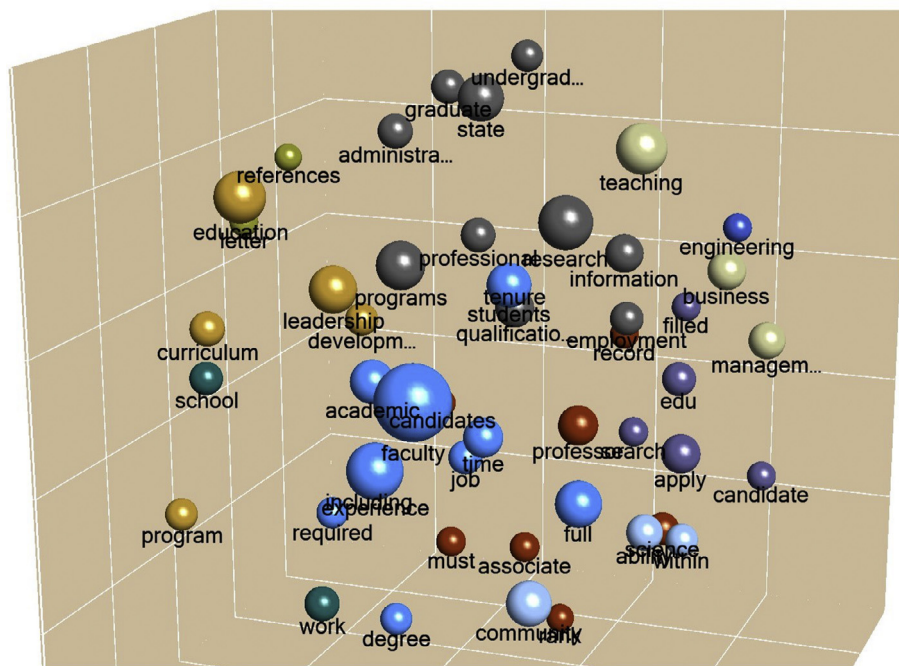 undergrad...
graduate
state
administra...
references
teaching
education
letter
engineering
professional
research
information
programs
tenure
business
students
leadership
filled
qualificatio...
developm...
employment
record
curriculum
managem...
school
edu
academic
candidates
faculty
time
professor
search
job
apply
candidate
including
experience
required
full
program
must
associate
science
ability
within
work
degree
community
rank